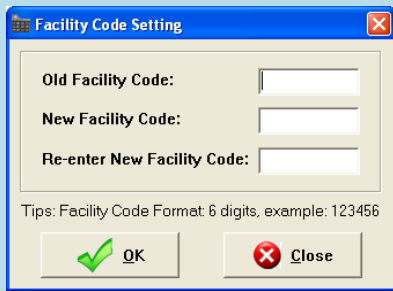 Facility Code Setting
Old Facility Code:
New Facility Code:
Re-enter New Facility Code:
Tips: Facility Code Format: 6 digits, example: 123456
OK
Close